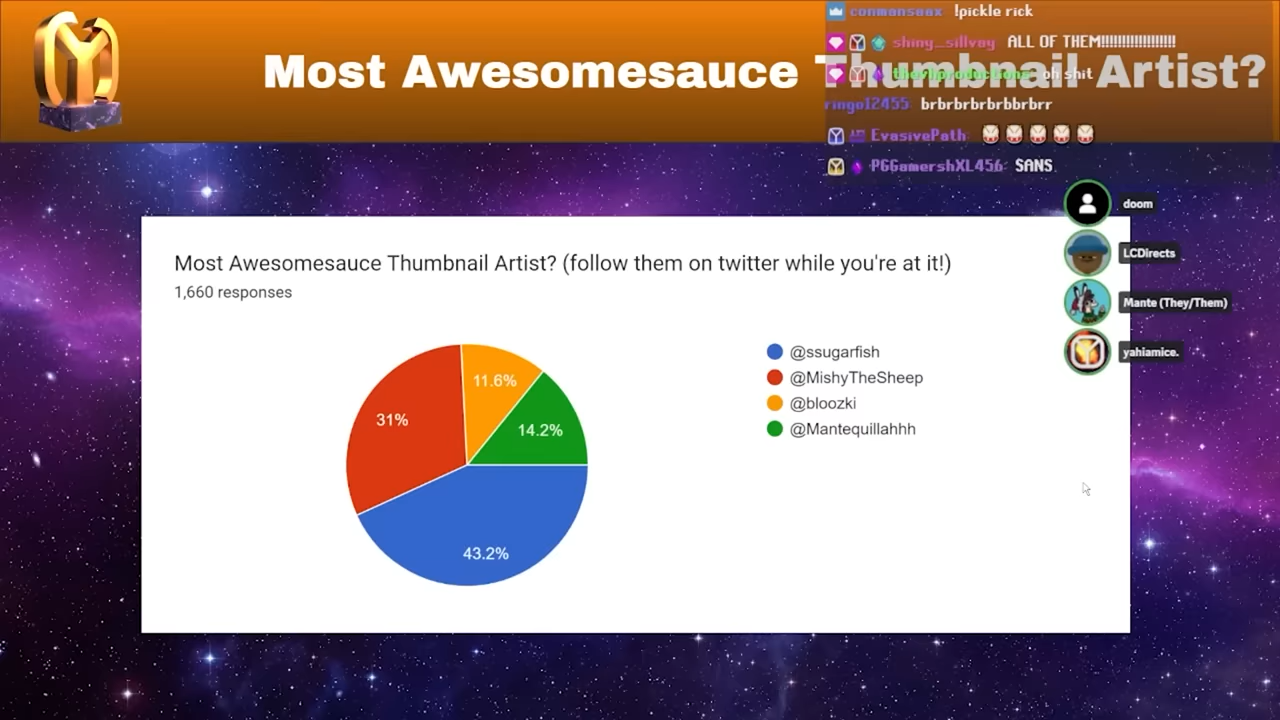 Most Awesomesauce Thumbnail Artist?
conmansaax !pickle rick
shiny_sillvay ALL OF THEM!!!!!!!!!!!!!!!!!!
oh shit
ringo12455 brbrbrbrbrbbrbrr
EvasivePath:
PGGamershXL456: SANS
doom
LCDirects
Mante (They/Them)
yahiamice.
Most Awesomesauce Thumbnail Artist? (follow them on twitter while you're at it!)
1,660 responses
@ssugarfish
@MishyTheSheep
@bloozki
@Mantequillahhh
11.6%
31%
14.2%
43.2%